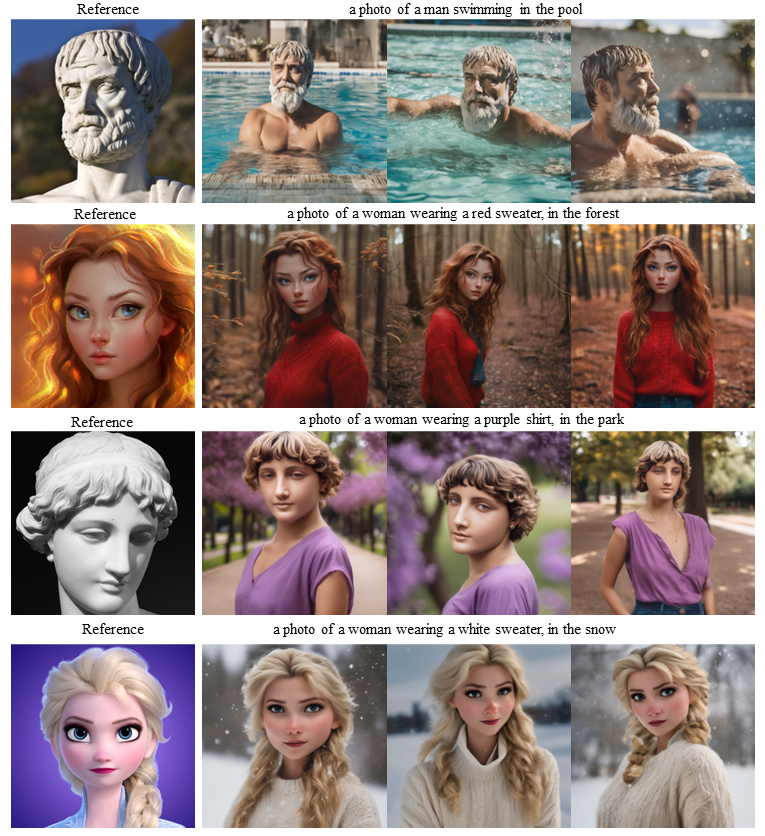 Reference
a photo of a man swimming in the pool
Reference
a photo of a woman wearing a red sweater, in the forest
Reference
a photo of a woman wearing a purple shirt, in the park
Reference
a photo of a woman wearing a white sweater, in the snow